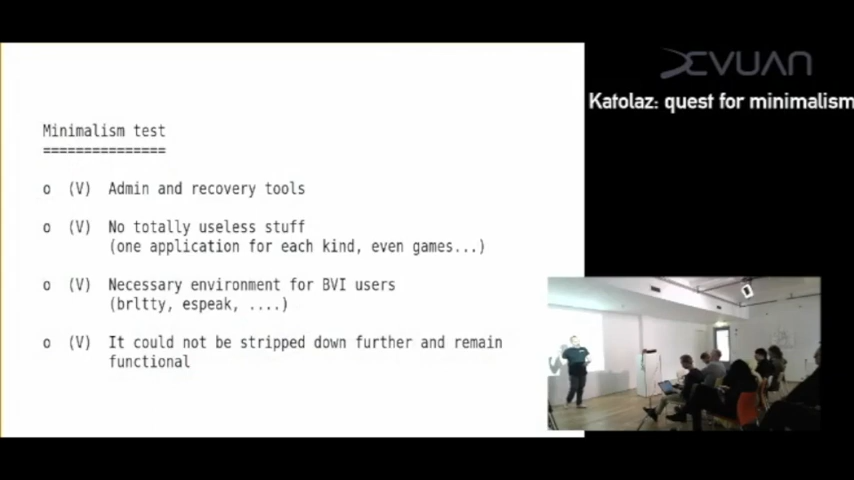 DEVUAN
Katolaz: quest for minimalism
Minimalism test
===============
o (V) Admin and recovery tools
o (V) No totally useless stuff
(one application for each kind, even games...)
o (V) Necessary environment for BVI users
(brltty, espeak, ....)
o (V) It could not be stripped down further and remain
functional